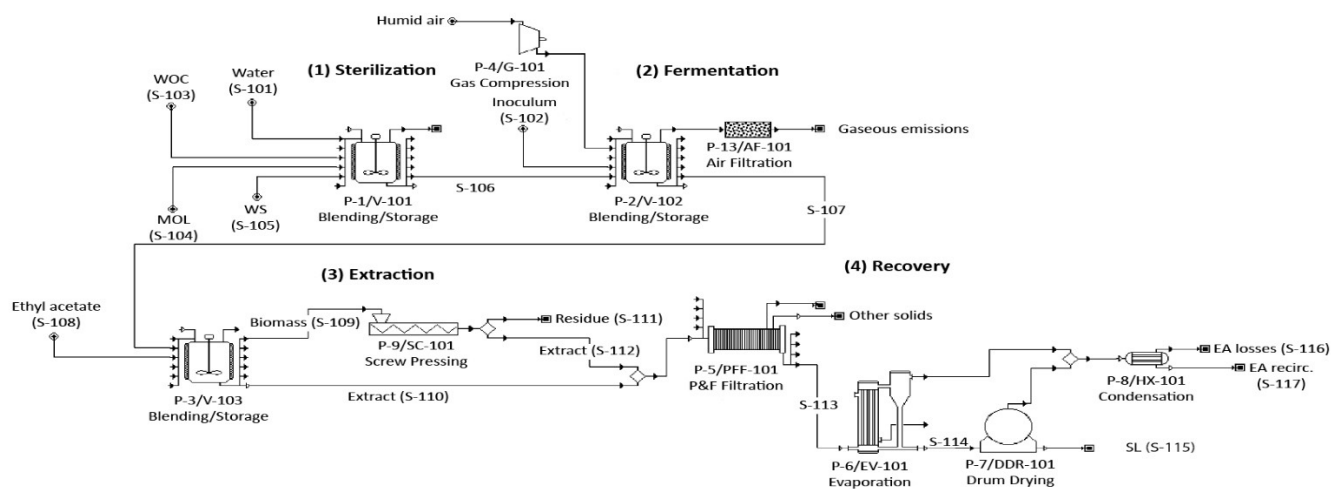 Humid air
P-4/G-101
Gas Compression
(1) Sterilization
(2) Fermentation
WOC
(S-103)
Water
(S-101)
Inoculum
(S-102)
P-13/AF-101
Air Filtration
Gaseous emissions
MOL
(S-104)
WS
(S-105)
P-1/V-101
Blending/Storage
S-106
P-2/V-102
Blending/Storage
S-107
(3) Extraction
(4) Recovery
Ethyl acetate
(S-108)
Biomass (S-109)
P-9/SC-101
Screw Pressing
Residue (S-111)
Extract (S-112)
P-3/V-103
Blending/Storage
Extract (S-110)
Other solids
P-5/PFF-101
P&F Filtration
S-113
P-6/EV-101
Evaporation
S-114
P-7/DDR-101
Drum Drying
P-8/HX-101
Condensation
EA losses (S-116)
EA recirc.
(S-117)
SL (S-115)